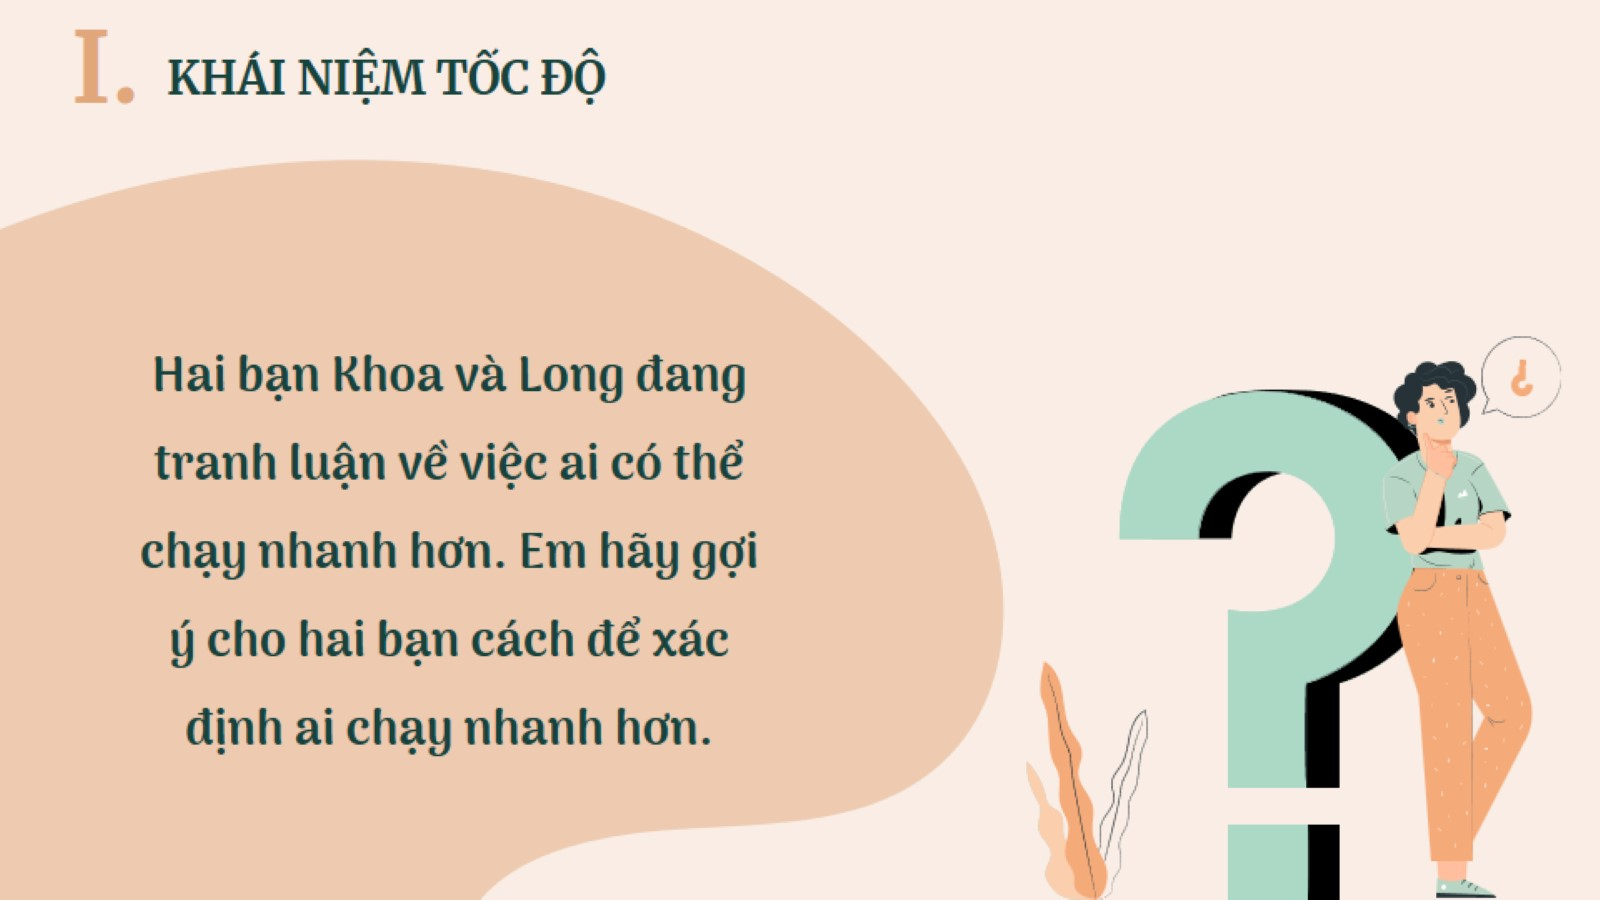 I. KHÁI NIỆM TỐC ĐỘ
Hai bạn Khoa và Long đang
tranh luận về việc ai có thể
chạy nhanh hơn. Em hãy gợi
ý cho hai bạn cách để xác
định ai chạy nhanh hơn.